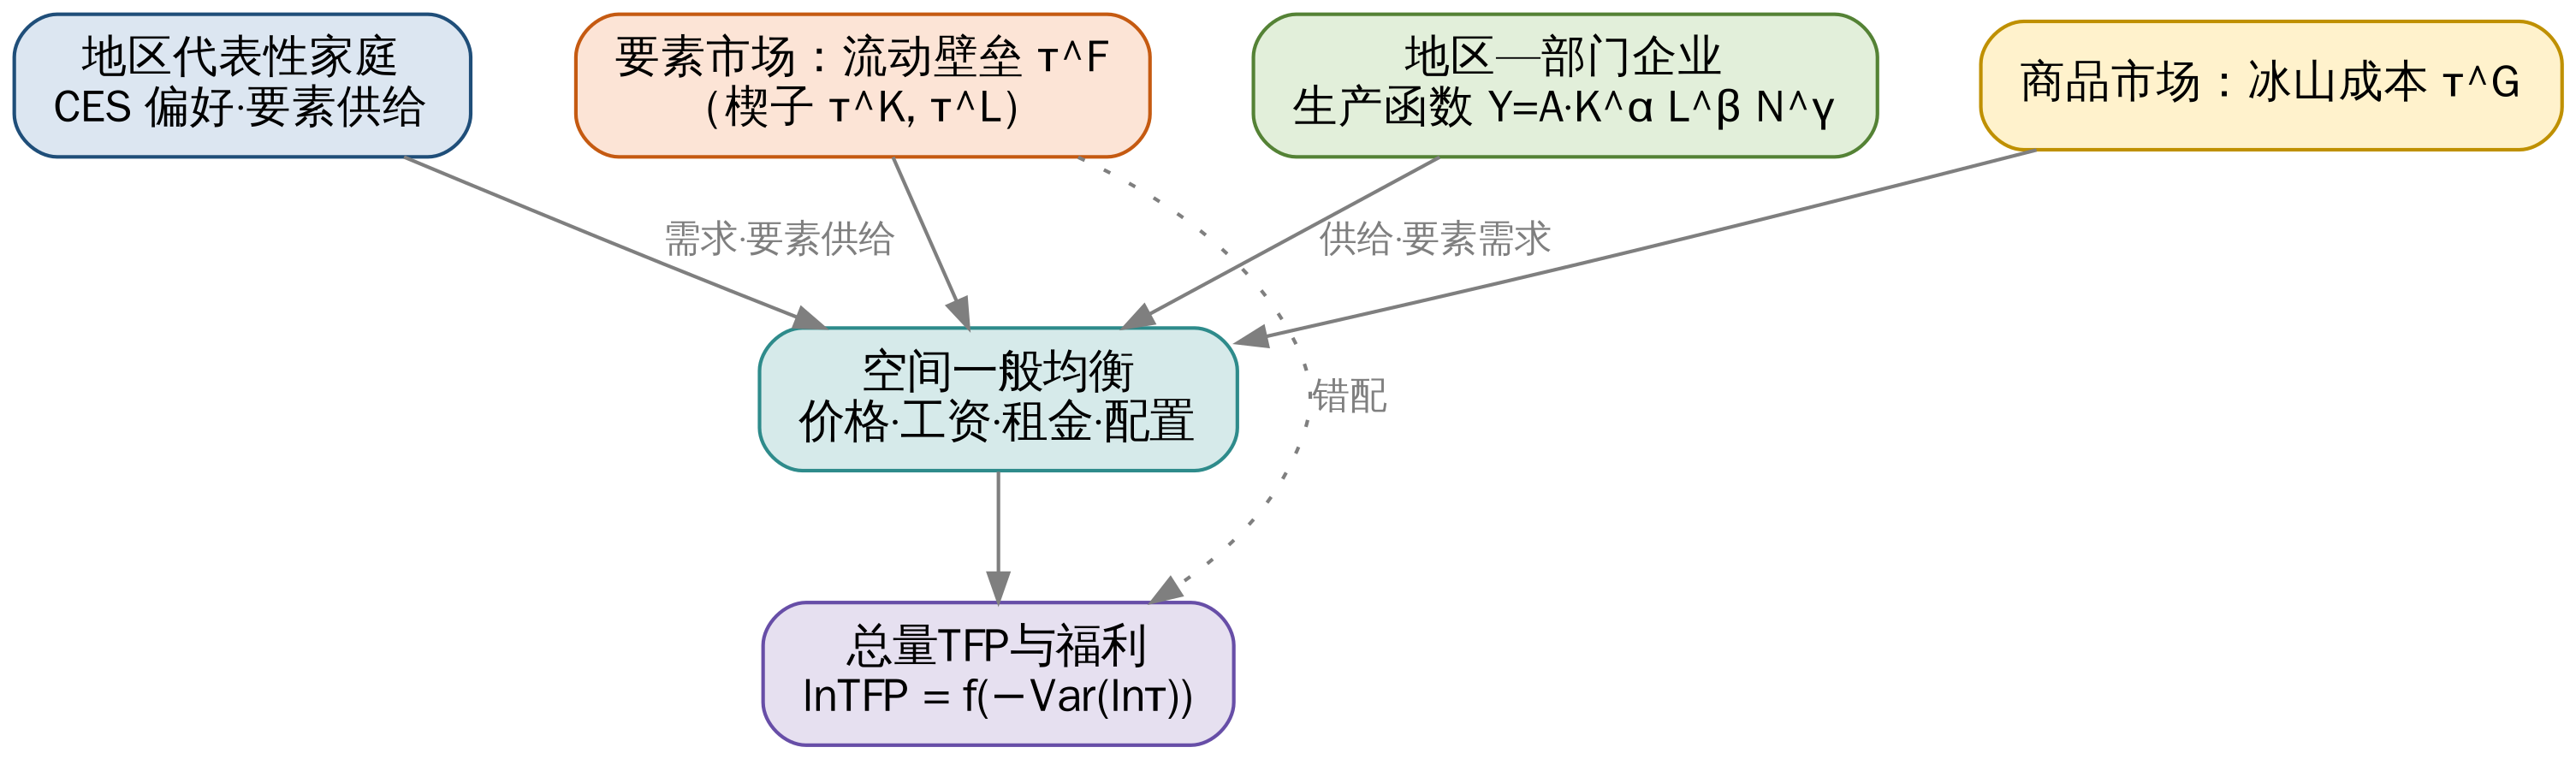 地区代表性家庭
CES 偏好·要素供给
要素市场：流动壁垒 τ^F
（楔子 τ^K, τ^L）
地区—部门企业
生产函数 Y=A·K^α L^β N^γ
商品市场：冰山成本 τ^G
需求·要素供给
供给·要素需求
空间一般均衡
价格·工资·租金·配置
错配
总量TFP与福利
lnTFP = f(−Var(lnτ))